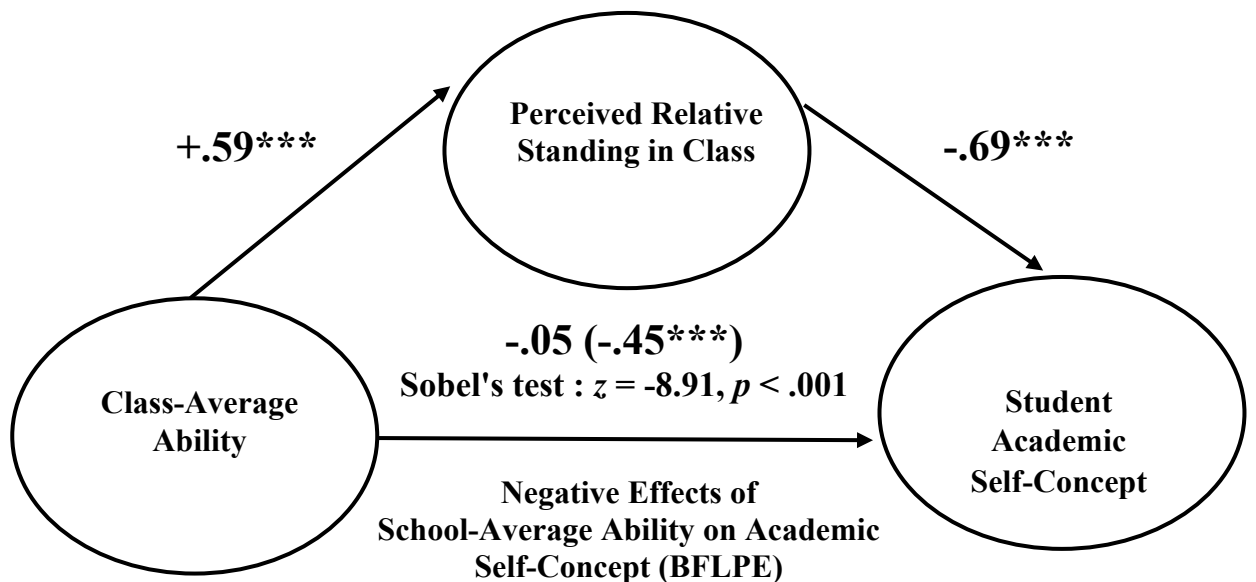 Perceived Relative
Standing in Class
+.59***
-.69***
-.05 (-.45***)
Sobel's test : z = -8.91, p < .001
Class-Average
Ability
Student
Academic
Self-Concept
Negative Effects of
School-Average Ability on Academic
Self-Concept (BFLPE)